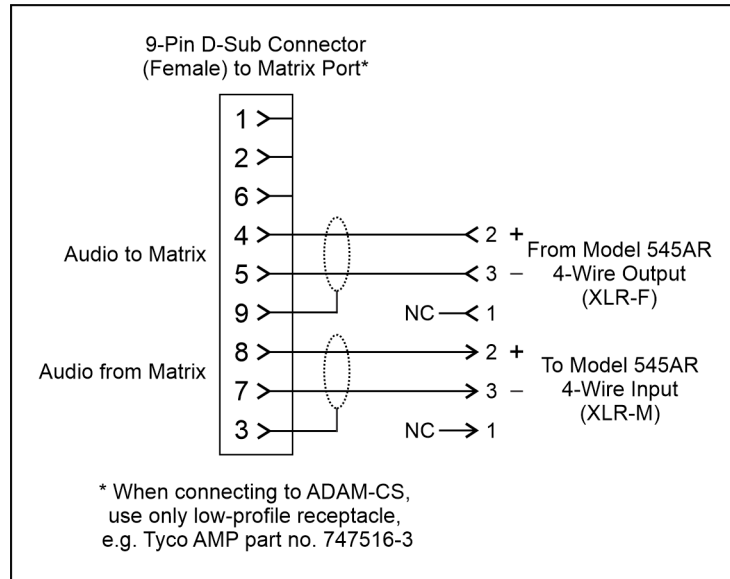 9-Pin D-Sub Connector
(Female) to Matrix Port*
1
2
6
Audio to Matrix
4
2 +
5
3 –
From Model 545AR
4-Wire Output
(XLR-F)
9
NC
1
Audio from Matrix
8
2 +
7
3 –
To Model 545AR
4-Wire Input
(XLR-M)
3
NC
1
* When connecting to ADAM-CS,
use only low-profile receptacle,
e.g. Tyco AMP part no. 747516-3